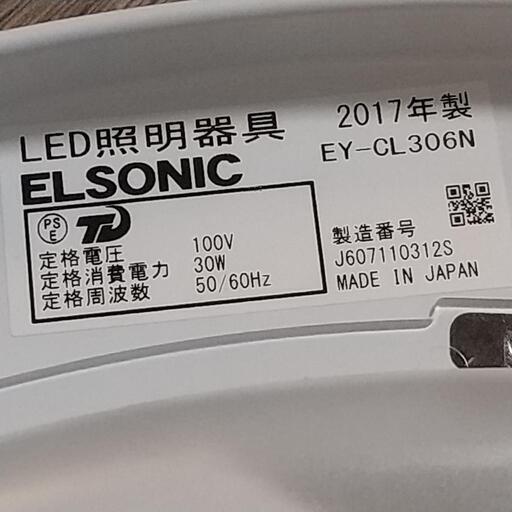 LED照明器具
2017年製
ELSONIC
EY-CL306N
PS
E
定格電圧 100V
定格消費電力 30W
定格周波数 50/60Hz
製造番号
J607110312S
MADE IN JAPAN